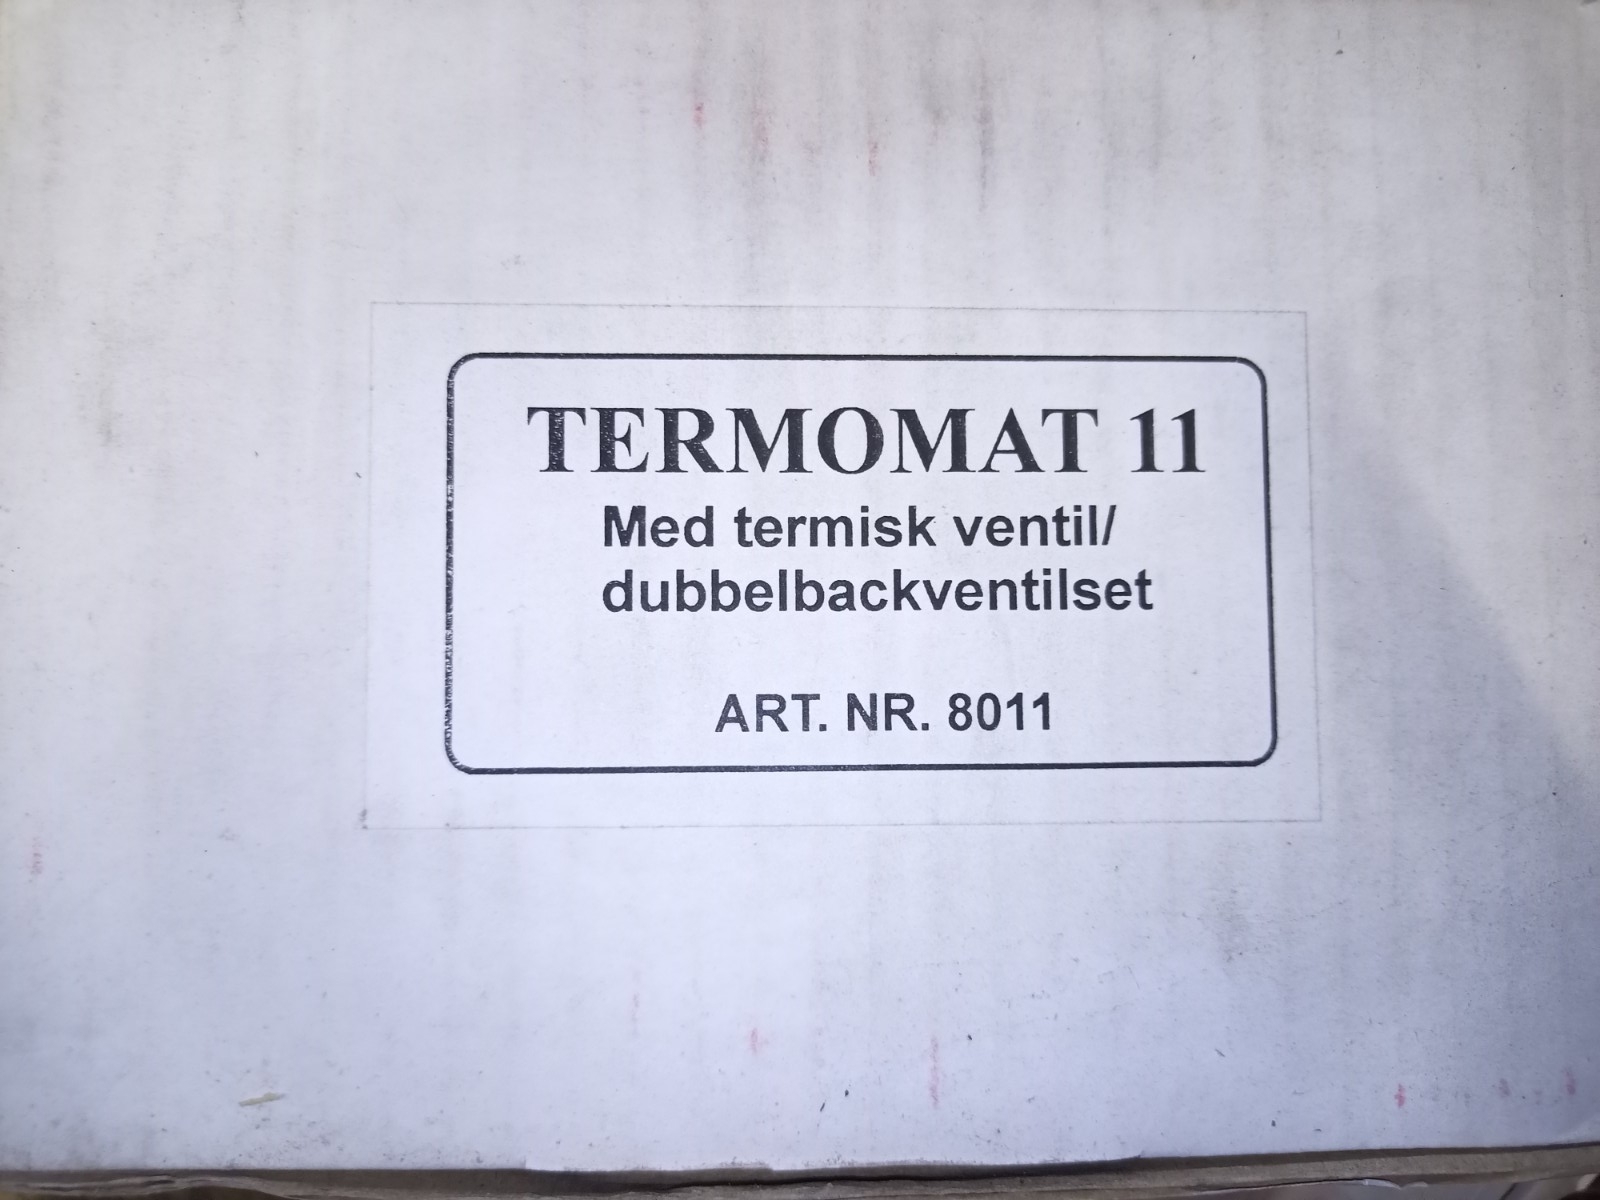 TERMOMAT 11
Med termisk ventil/
dubbelbackventilset
ART. NR. 8011